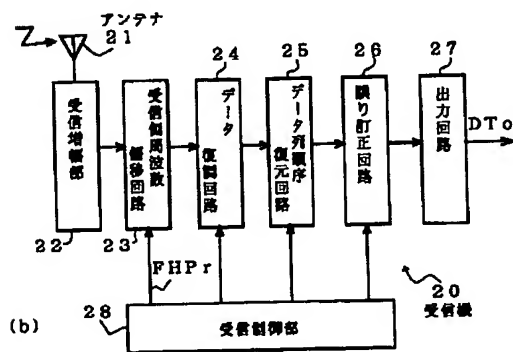 アンテナ
21
24
25
26
27
受信増幅部
受信側周波数
偏移回路
データ
復調回路
データ列順序
復元回路
誤り訂正回路
出力回路
DTo
22
23
FHPr
20
受信機
(b)
28
受信制御部